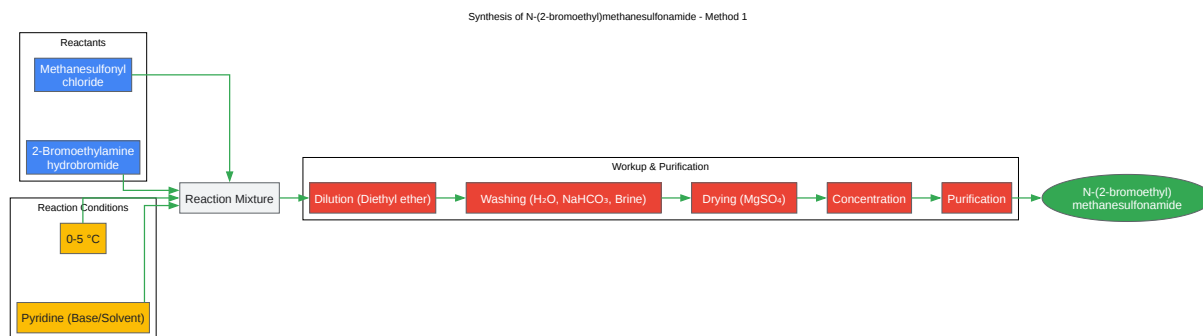 Synthesis of N-(2-bromoethyl)methanesulfonamide - Method 1
Reactants
Methanesulfonyl
chloride
2-Bromoethylamine
hydrobromide
Reaction Conditions
0-5 °C
Pyridine (Base/Solvent)
Reaction Mixture
Workup & Purification
Dilution (Diethyl ether)
Washing (H₂O, NaHCO₃, Brine)
Drying (MgSO₄)
Concentration
Purification
N-(2-bromoethyl)
methanesulfonamide